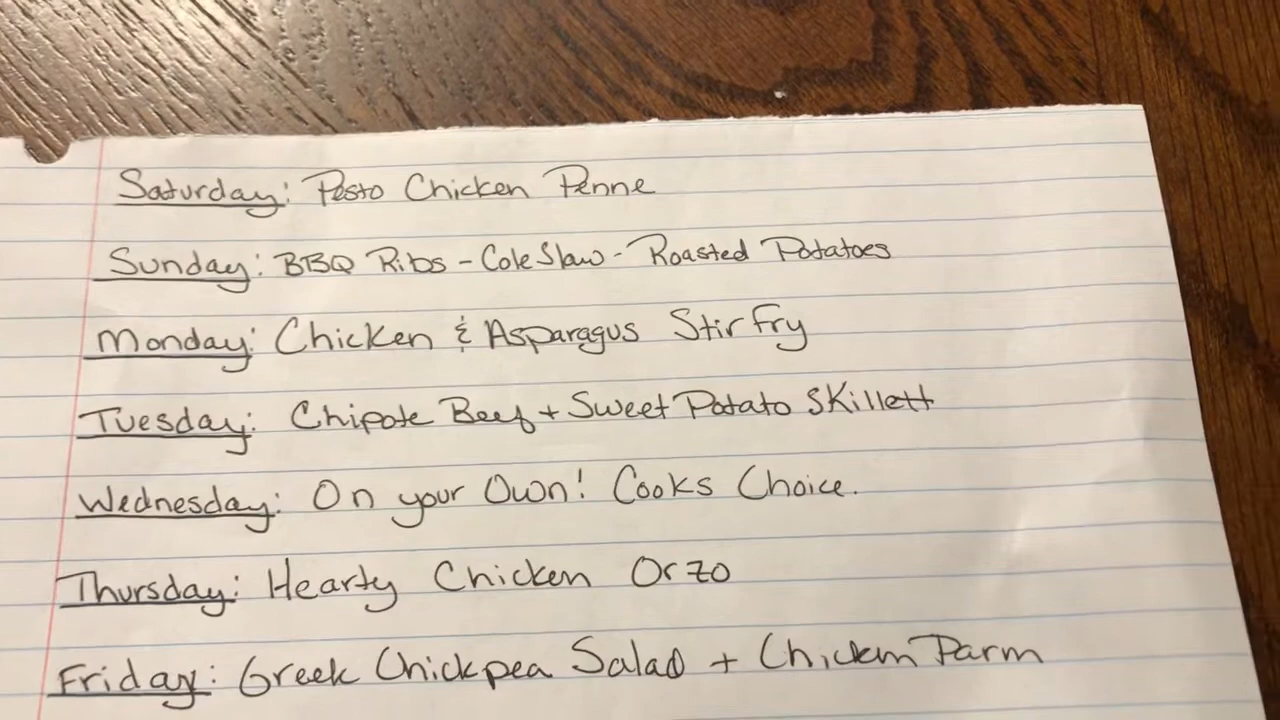 Saturday: Pesto Chicken Penne
Sunday: BBQ Ribs - Cole Slaw - Roasted Potatoes
Monday: Chicken & Asparagus Stir Fry
Tuesday: Chipote Beef + Sweet Potato Skillett
Wednesday: On your Own! Cooks Choice.
Thursday: Hearty Chicken Orzo
Friday: Greek Chickpea Salad + Chicken Parm